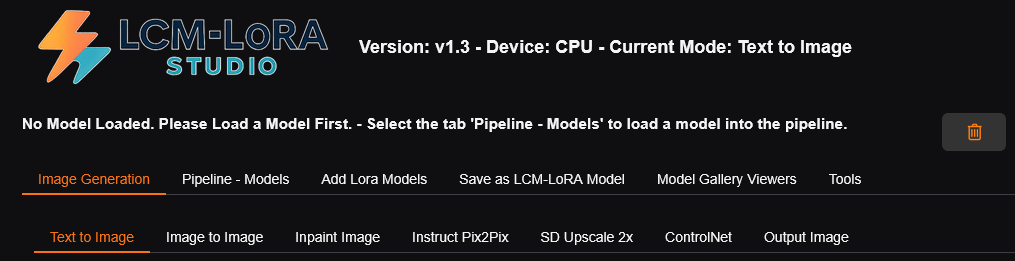 LCM-LoRA
STUDIO
Version: v1.3 - Device: CPU - Current Mode: Text to Image
No Model Loaded. Please Load a Model First. - Select the tab 'Pipeline - Models' to load a model into the pipeline.
Image Generation Pipeline - Models Add Lora Models Save as LCM-LoRA Model Model Gallery Viewers Tools
Text to Image Image to Image Inpaint Image Instruct Pix2Pix SD Upscale 2x ControlNet Output Image